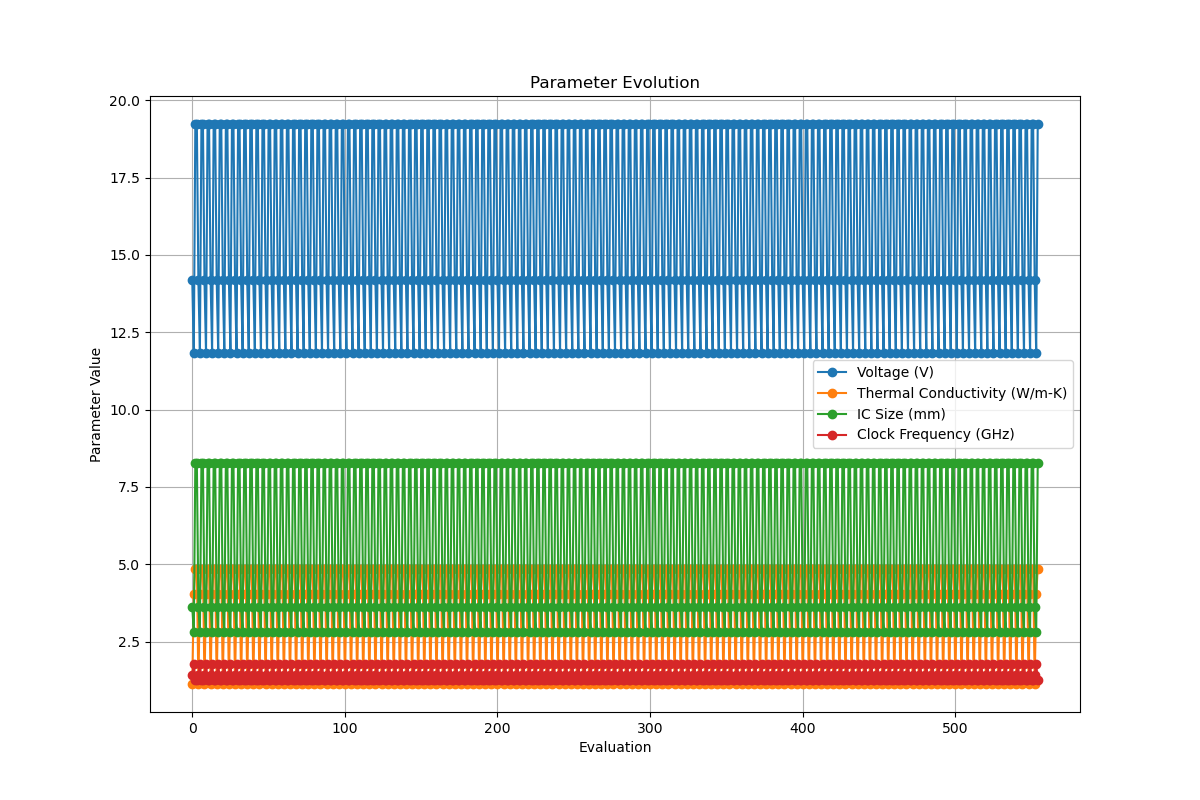 Parameter Evolution
20.0
17.5
15.0
12.5
10.0
7.5
5.0
2.5
Parameter Value
Voltage (V)
Thermal Conductivity (W/m-K)
IC Size (mm)
Clock Frequency (GHz)
0
100
200
300
400
500
Evaluation